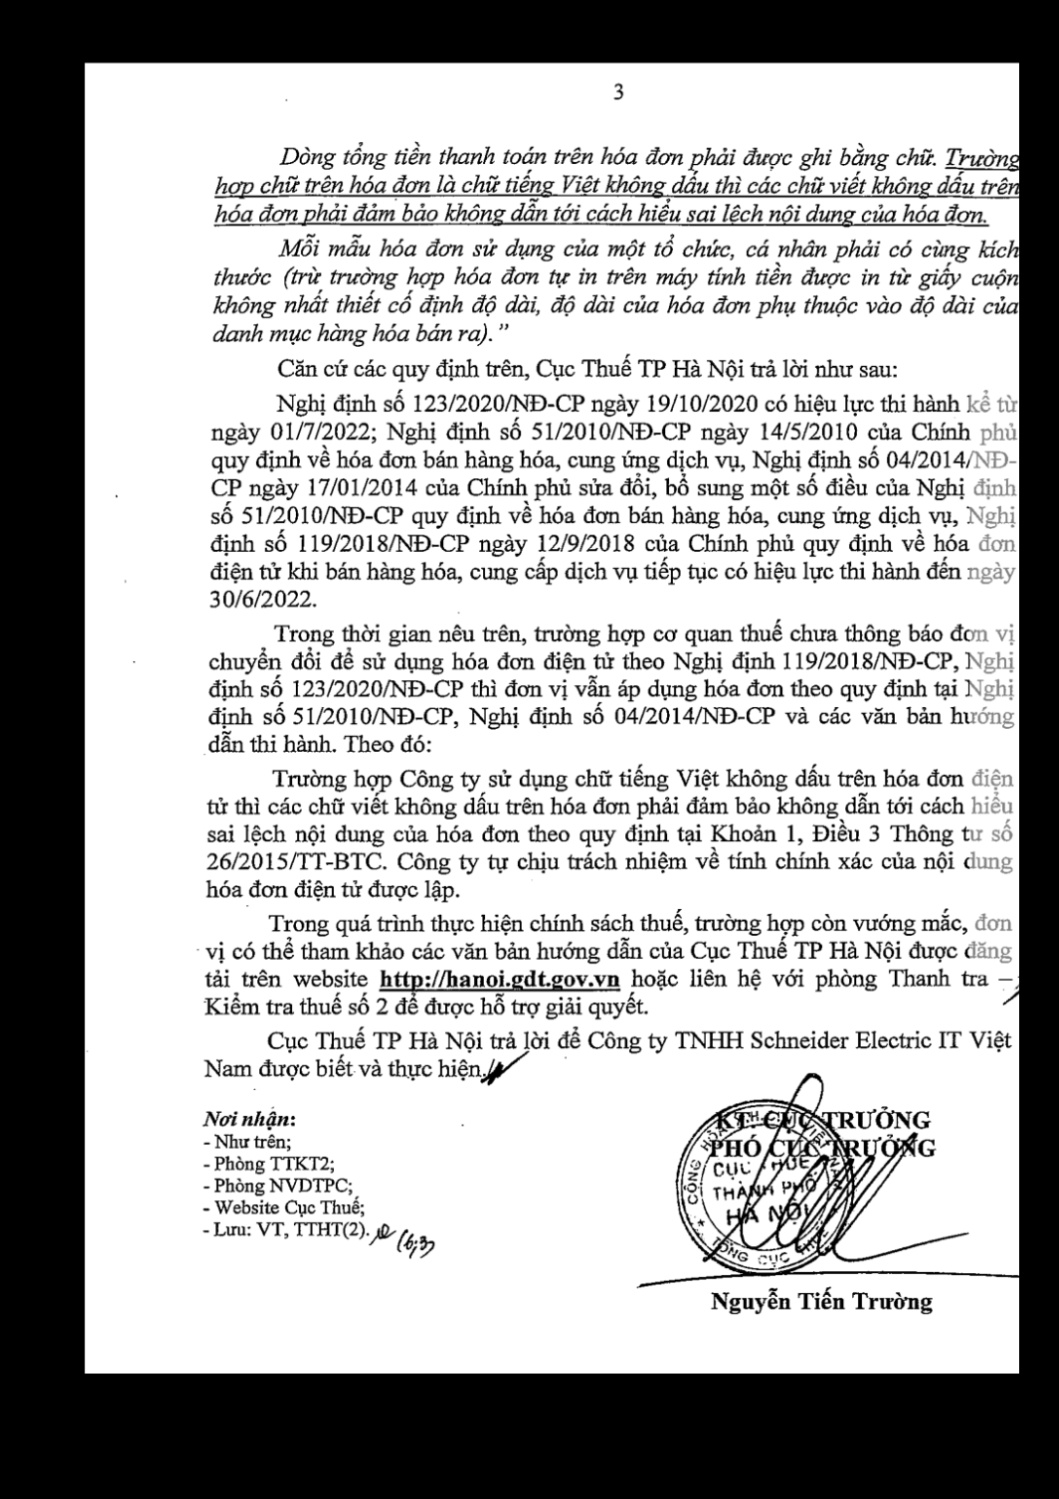 3
Dòng tổng tiền thanh toán trên hóa đơn phải được ghi bằng chữ. Trường
hợp chữ trên hóa đơn là chữ tiếng Việt không dấu thì các chữ viết không dấu trên
hóa đơn phải đảm bảo không dẫn tới cách hiểu sai lệch nội dung của hóa đơn.
Mỗi mẫu hóa đơn sử dụng của một tổ chức, cá nhân phải có cùng kích
thước (trừ trường hợp hóa đơn tự in trên máy tính tiền được in từ giấy cuộn
không nhất thiết cố định độ dài, độ dài của hóa đơn phụ thuộc vào độ dài của
danh mục hàng hóa bán ra)."
Căn cứ các quy định trên, Cục Thuế TP Hà Nội trả lời như sau:
Nghị định số 123/2020/NĐ-CP ngày 19/10/2020 có hiệu lực thi hành kể từ
ngày 01/7/2022; Nghị định số 51/2010/NĐ-CP ngày 14/5/2010 của Chính phủ
quy định về hóa đơn bán hàng hóa, cung ứng dịch vụ, Nghị định số 04/2014/NĐ-
CP ngày 17/01/2014 của Chính phủ sửa đổi, bổ sung một số điều của Nghị định
số 51/2010/NĐ-CP quy định về hóa đơn bán hàng hóa, cung ứng dịch vụ, Nghị
định số 119/2018/NĐ-CP ngày 12/9/2018 của Chính phủ quy định về hóa đơn
điện tử khi bán hàng hóa, cung cấp dịch vụ tiếp tục có hiệu lực thi hành đến ngày
30/6/2022.
Trong thời gian nêu trên, trường hợp cơ quan thuế chưa thông báo đơn vị
chuyển đổi để sử dụng hóa đơn điện tử theo Nghị định 119/2018/NĐ-CP, Nghị
định số 123/2020/NĐ-CP thì đơn vị vẫn áp dụng hóa đơn theo quy định tại Nghị
định số 51/2010/NĐ-CP, Nghị định số 04/2014/NĐ-CP và các văn bản hướng
dẫn thi hành. Theo đó:
Trường hợp Công ty sử dụng chữ tiếng Việt không dấu trên hóa đơn điện
tử thì các chữ viết không dấu trên hóa đơn phải đảm bảo không dẫn tới cách hiểu
sai lệch nội dung của hóa đơn theo quy định tại Khoản 1, Điều 3 Thông tư số
26/2015/TT-BTC. Công ty tự chịu trách nhiệm về tính chính xác của nội dung
hóa đơn điện tử được lập.
Trong quá trình thực hiện chính sách thuế, trường hợp còn vướng mắc, đơn
vị có thể tham khảo các văn bản hướng dẫn của Cục Thuế TP Hà Nội được đăng
tải trên website http://hanoi.gdt.gov.vn hoặc liên hệ với phòng Thanh tra –
Kiểm tra thuế số 2 để được hỗ trợ giải quyết.
Cục Thuế TP Hà Nội trả lời để Công ty TNHH Schneider Electric IT Việt
Nam được biết và thực hiện.
Nơi nhận:
- Như trên;
- Phòng TTKT2;
- Phòng NVDTPC;
- Website Cục Thuế;
- Lưu: VT, TTHT(2).
(6;3)
KT. CỤC TRƯỞNG
PHÓ CỤC TRƯỞNG
CỤC THUẾ
THÀNH PHỐ
HÀ NỘI
TỔNG CỤC THUẾ
Nguyễn Tiến Trường